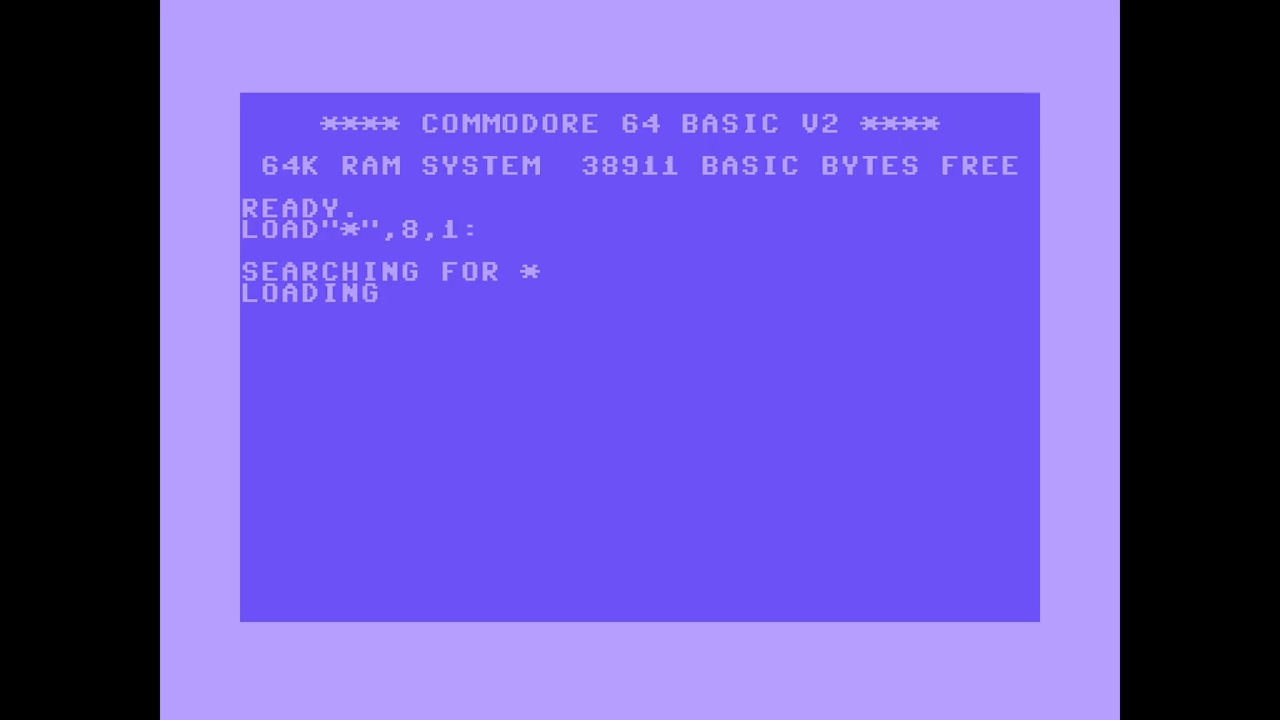 **** COMMODORE 64 BASIC V2 ****
64K RAM SYSTEM  38911 BASIC BYTES FREE
READY.
LOAD"*",8,1:
SEARCHING FOR *
LOADING